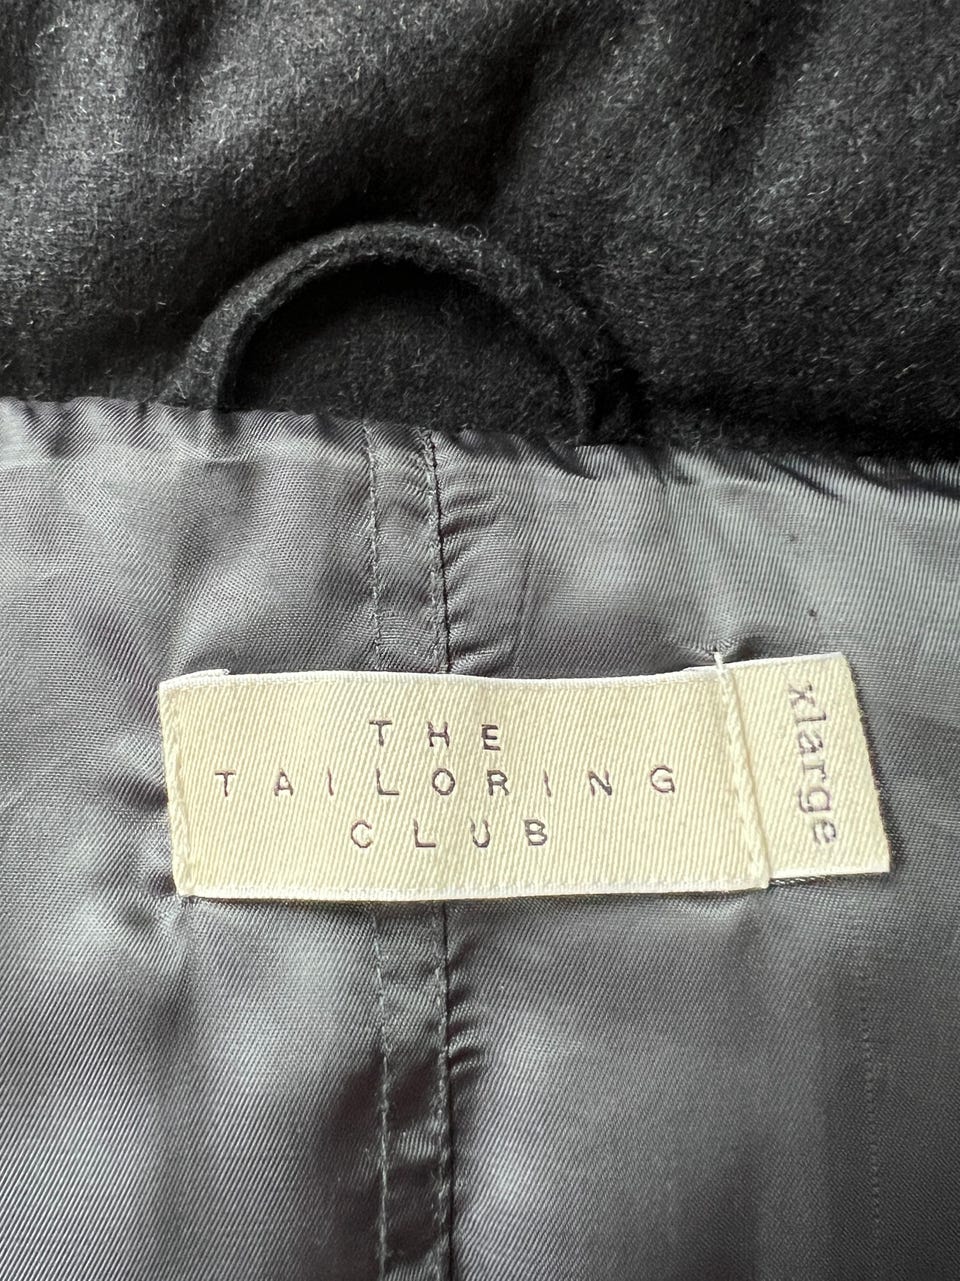 THE
TAILORING
CLUB
xlarge